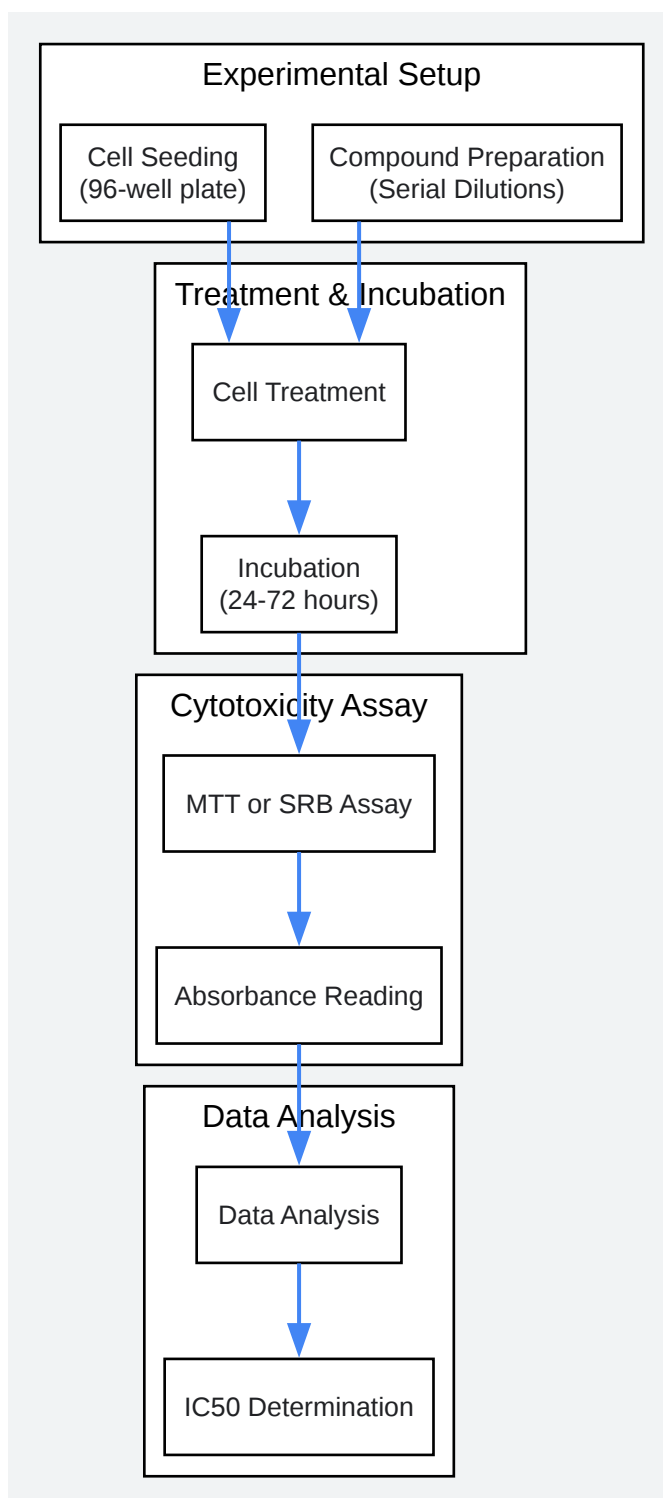 Experimental Setup
Cell Seeding
(96-well plate)
Compound Preparation
(Serial Dilutions)
Treatment & Incubation
Cell Treatment
Incubation
(24-72 hours)
Cytotoxicity Assay
MTT or SRB Assay
Absorbance Reading
Data Analysis
Data Analysis
IC50 Determination